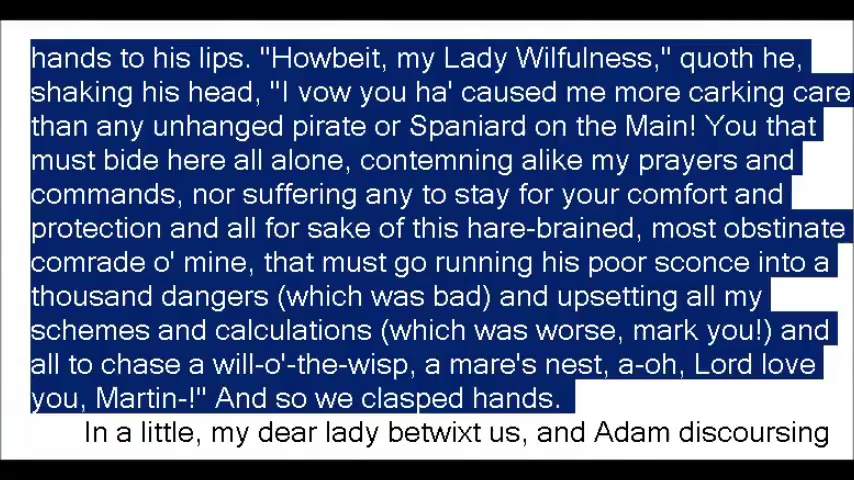 hands to his lips. "Howbeit, my Lady Wilfulness," quoth he,
shaking his head, "I vow you ha' caused me more carking care
than any unhanged pirate or Spaniard on the Main! You that
must bide here all alone, contemning alike my prayers and
commands, nor suffering any to stay for your comfort and
protection and all for sake of this hare-brained, most obstinate
comrade o' mine, that must go running his poor sconce into a
thousand dangers (which was bad) and upsetting all my
schemes and calculations (which was worse, mark you!) and
all to chase a will-o'-the-wisp, a mare's nest, a-oh, Lord love
you, Martin-!" And so we clasped hands.
In a little, my dear lady betwixt us, and Adam discoursing